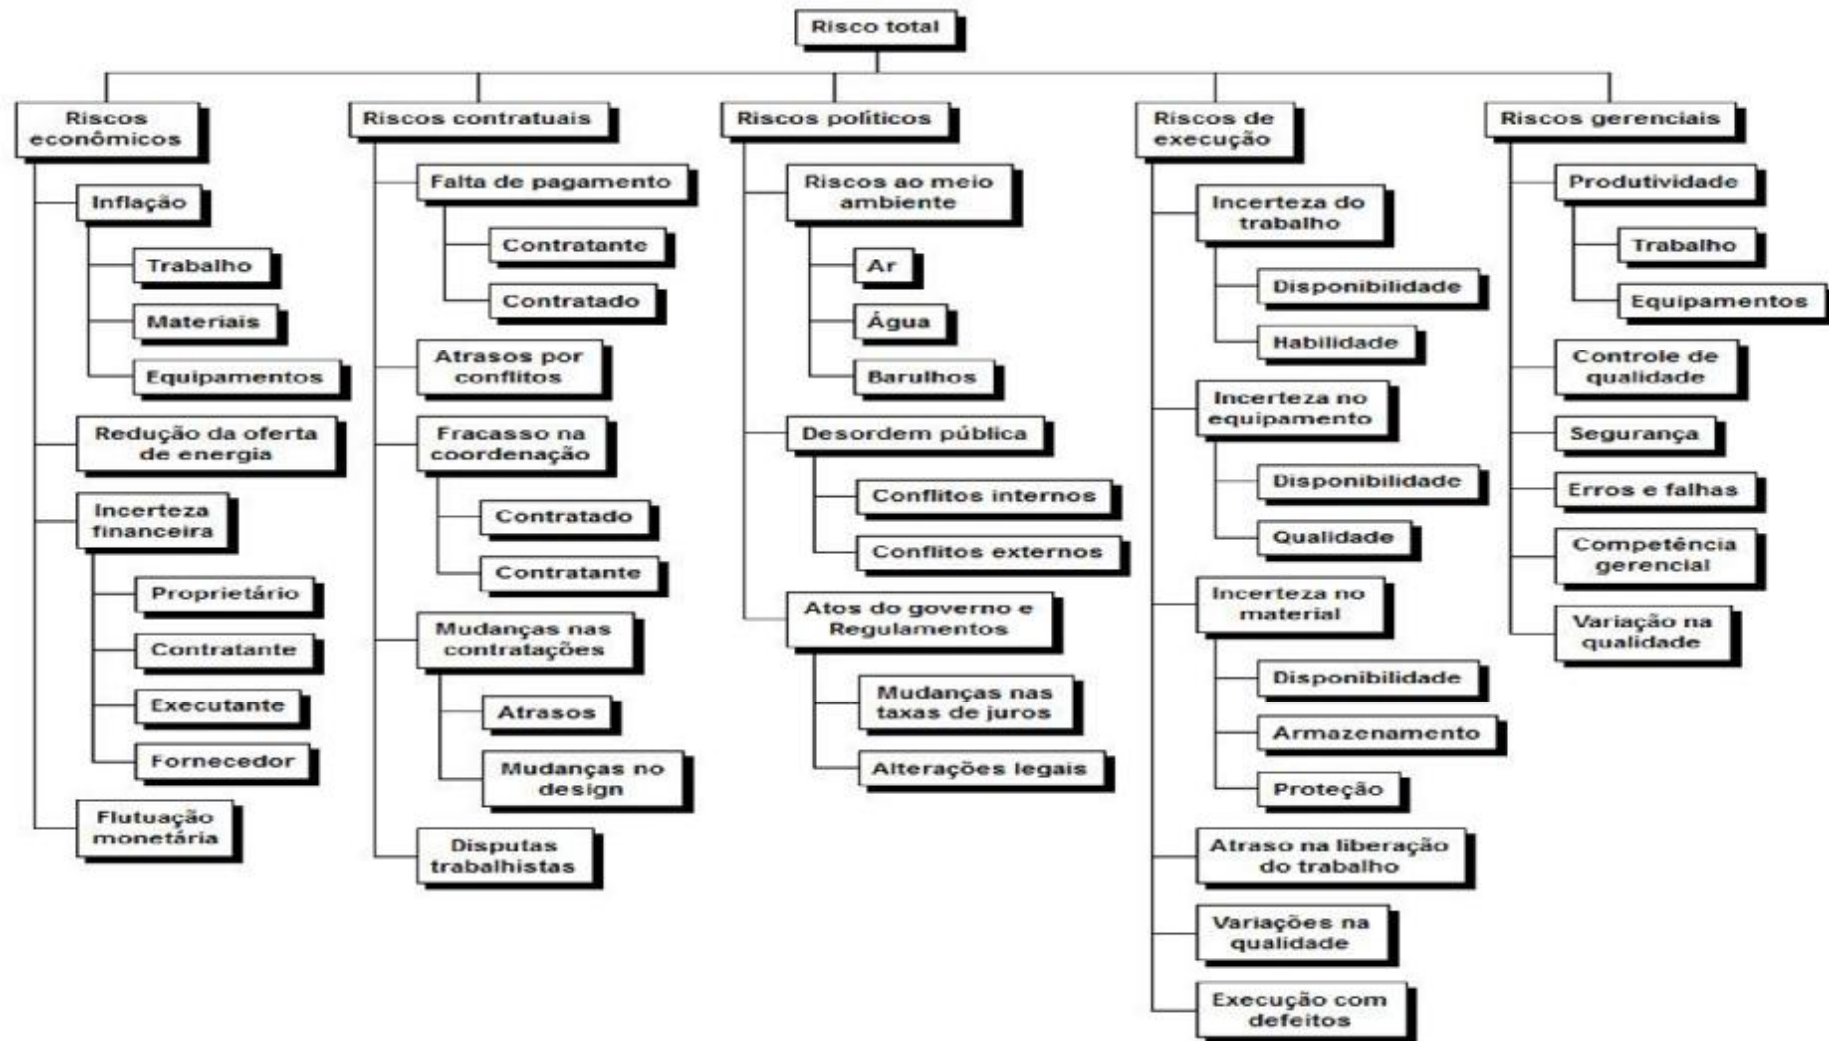 Risco total
Riscos
econômicos
Inflação
Trabalho
Materiais
Equipamentos
Redução da oferta
de energia
Incerteza
financeira
Proprietário
Contratante
Executante
Fornecedor
Flutuação
monetária
Riscos contratuais
Falta de pagamento
Contratante
Contratado
Atrasos por
conflitos
Fracasso na
coordenação
Contratado
Contratante
Mudanças nas
contratações
Atrasos
Mudanças no
design
Disputas
trabalhistas
Riscos políticos
Riscos ao meio
ambiente
Ar
Água
Barulhos
Desordem pública
Conflitos internos
Conflitos externos
Atos do governo e
Regulamentos
Mudanças nas
taxas de juros
Alterações legais
Riscos de
execução
Incerteza do
trabalho
Disponibilidade
Habilidade
Incerteza no
equipamento
Disponibilidade
Qualidade
Incerteza no
material
Disponibilidade
Armazenamento
Proteção
Atraso na liberação
do trabalho
Variações na
qualidade
Execução com
defeitos
Riscos gerenciais
Produtividade
Trabalho
Equipamentos
Controle de
qualidade
Segurança
Erros e falhas
Competência
gerencial
Variação na
qualidade